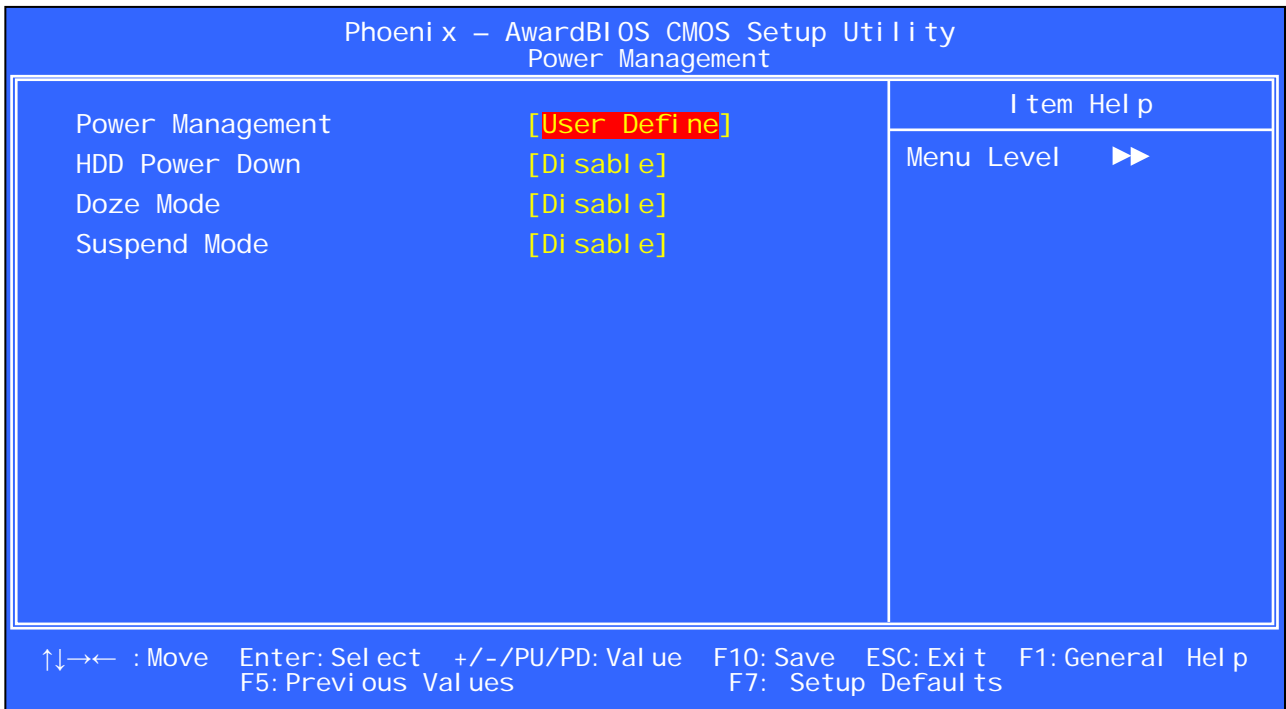 Phoenix – AwardBIOS CMOS Setup Utility
Power Management
Item Help
Power Management [User Define]
HDD Power Down [Disable]
Menu Level ►►
Doze Mode [Disable]
Suspend Mode [Disable]
↑↓→← :Move Enter:Select +/-/PU/PD:Value F10:Save ESC:Exit F1:General Help
F5:Previous Values F7: Setup Defaults